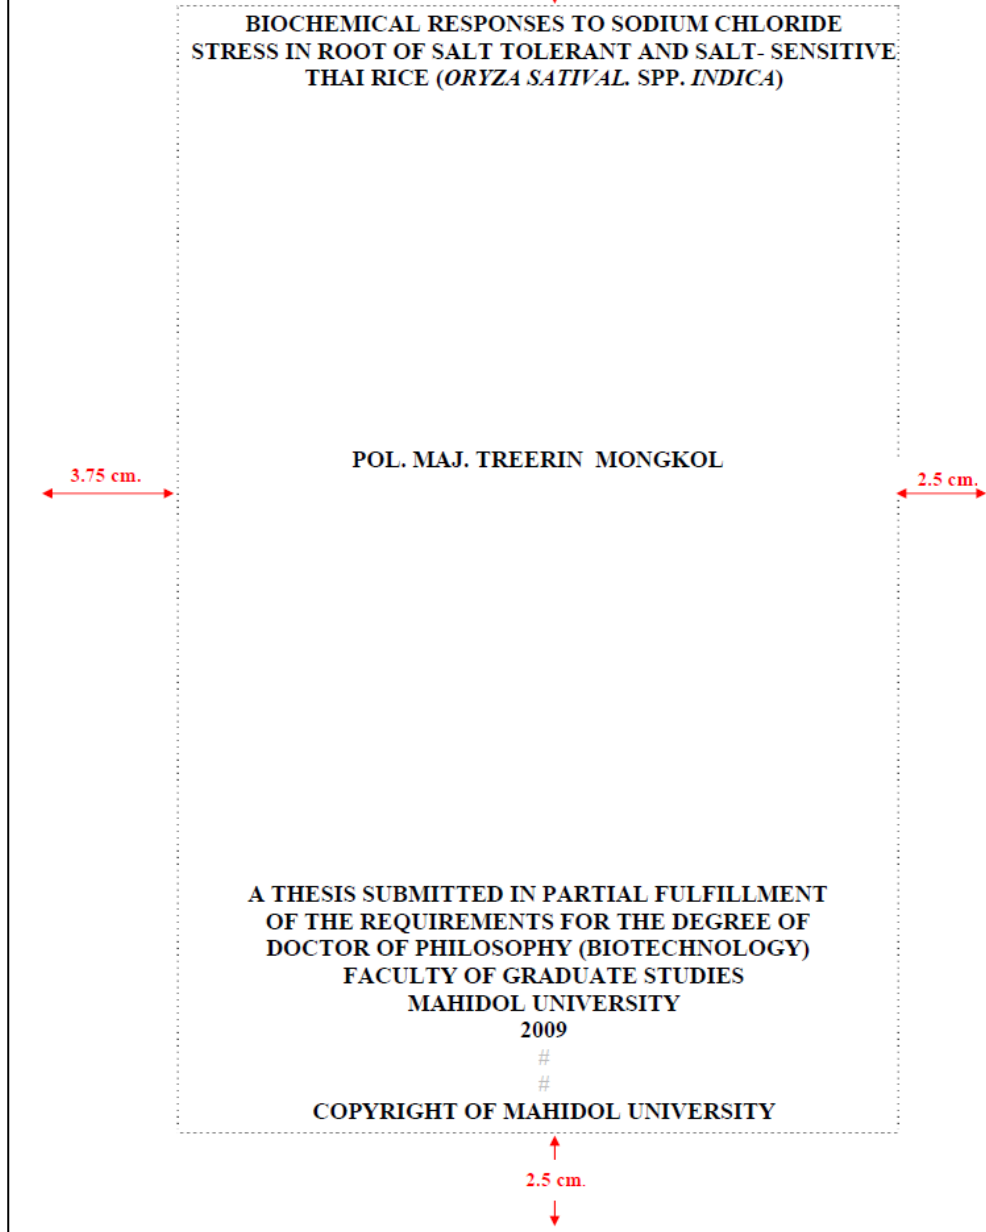 BIOCHEMICAL RESPONSES TO SODIUM CHLORIDE
STRESS IN ROOT OF SALT TOLERANT AND SALT- SENSITIVE
THAI RICE (ORYZA SATIVAL. SPP. INDICA)
POL. MAJ. TREERIN MONGKOL
3.75 cm.
2.5 cm.
A THESIS SUBMITTED IN PARTIAL FULFILLMENT
OF THE REQUIREMENTS FOR THE DEGREE OF
DOCTOR OF PHILOSOPHY (BIOTECHNOLOGY)
FACULTY OF GRADUATE STUDIES
MAHIDOL UNIVERSITY
2009
#
#
COPYRIGHT OF MAHIDOL UNIVERSITY
2.5 cm.